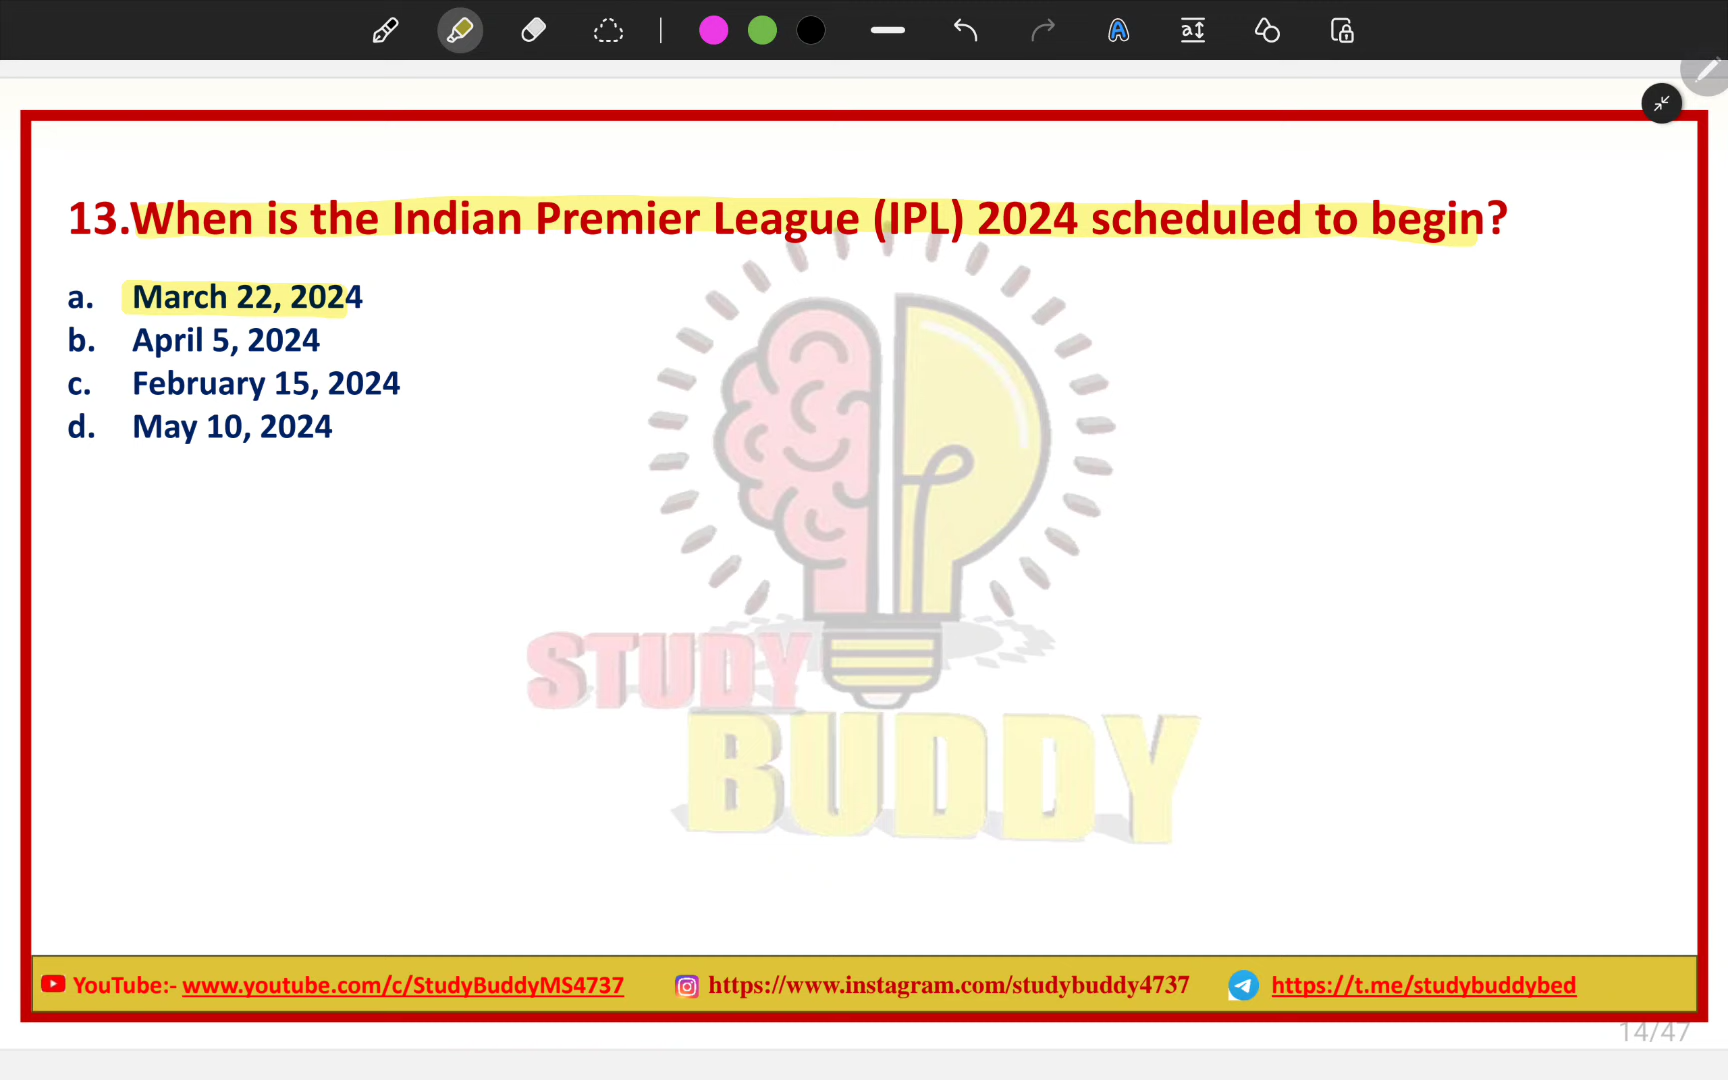 13.When is the Indian Premier League (IPL) 2024 scheduled to begin?
a. March 22, 2024
b. April 5, 2024
c. February 15, 2024
d. May 10, 2024
STUDY
BUDDY
YouTube:- www.youtube.com/c/StudyBuddyMS4737 https://www.instagram.com/studybuddy4737 https://t.me/studybuddybed
14/47